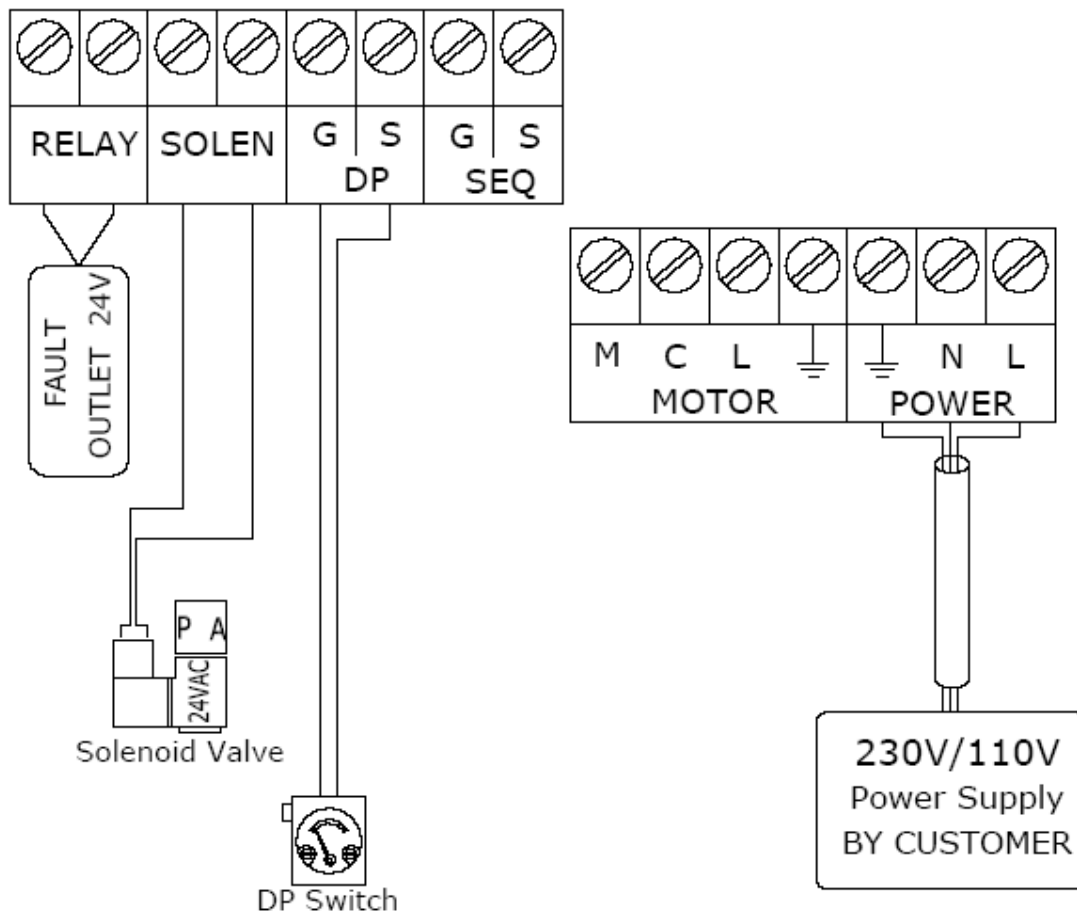 RELAY SOLEN G S G S
DP SEQ
FAULT
OUTLET 24V
M C L N L
MOTOR POWER
P A
24VAC
Solenoid Valve
230V/110V
Power Supply
BY CUSTOMER
DP Switch